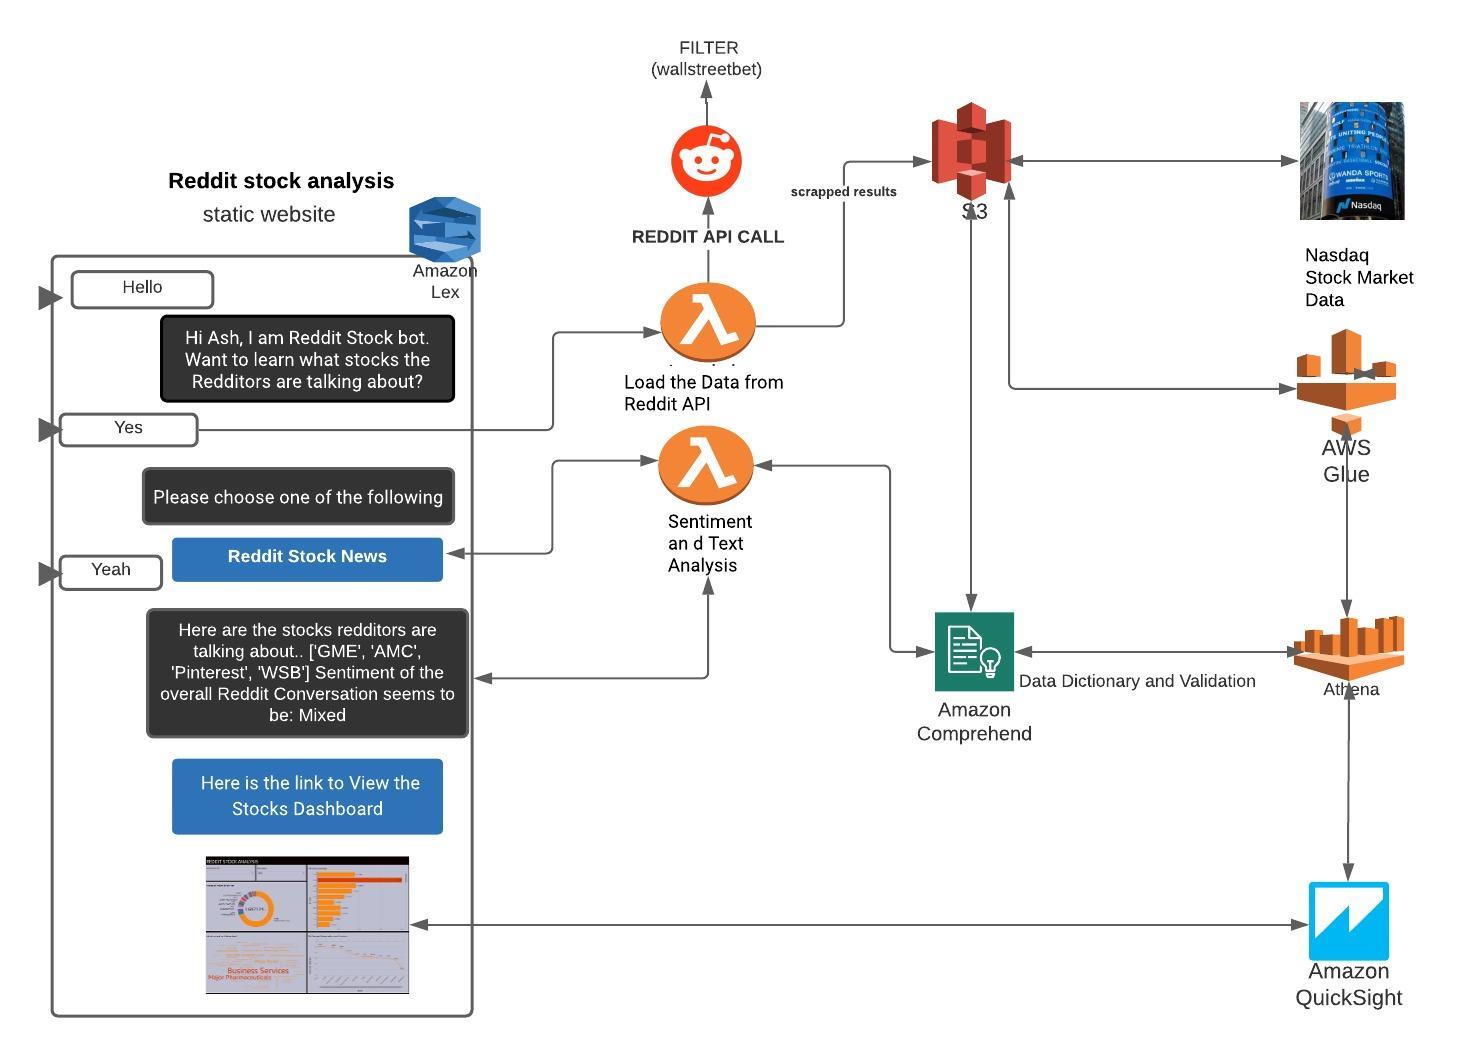 FILTER
(wallstreetbet)
Reddit stock analysis
static website
Amazon
Lex
Hello
Hi Ash, I am Reddit Stock bot.
Want to learn what stocks the
Redditors are talking about?
Yes
Please choose one of the following
Reddit Stock News
Yeah
Here are the stocks redditors are
talking about.. ['GME', 'AMC',
'Pinterest', 'WSB'] Sentiment of the
overall Reddit Conversation seems to
be: Mixed
Here is the link to View the
Stocks Dashboard
REDDIT STOCK ANALYSIS
Business Services
Major Pharmaceuticals
REDDIT API CALL
scrapped results
Load the Data from
Reddit API
Sentiment
an d Text
Analysis
S3
UNITING PEOPLE
WANDA SPORTS
Nasdaq
Nasdaq
Stock Market
Data
AWS
Glue
Amazon
Comprehend
Data Dictionary and Validation
Athena
Amazon
QuickSight